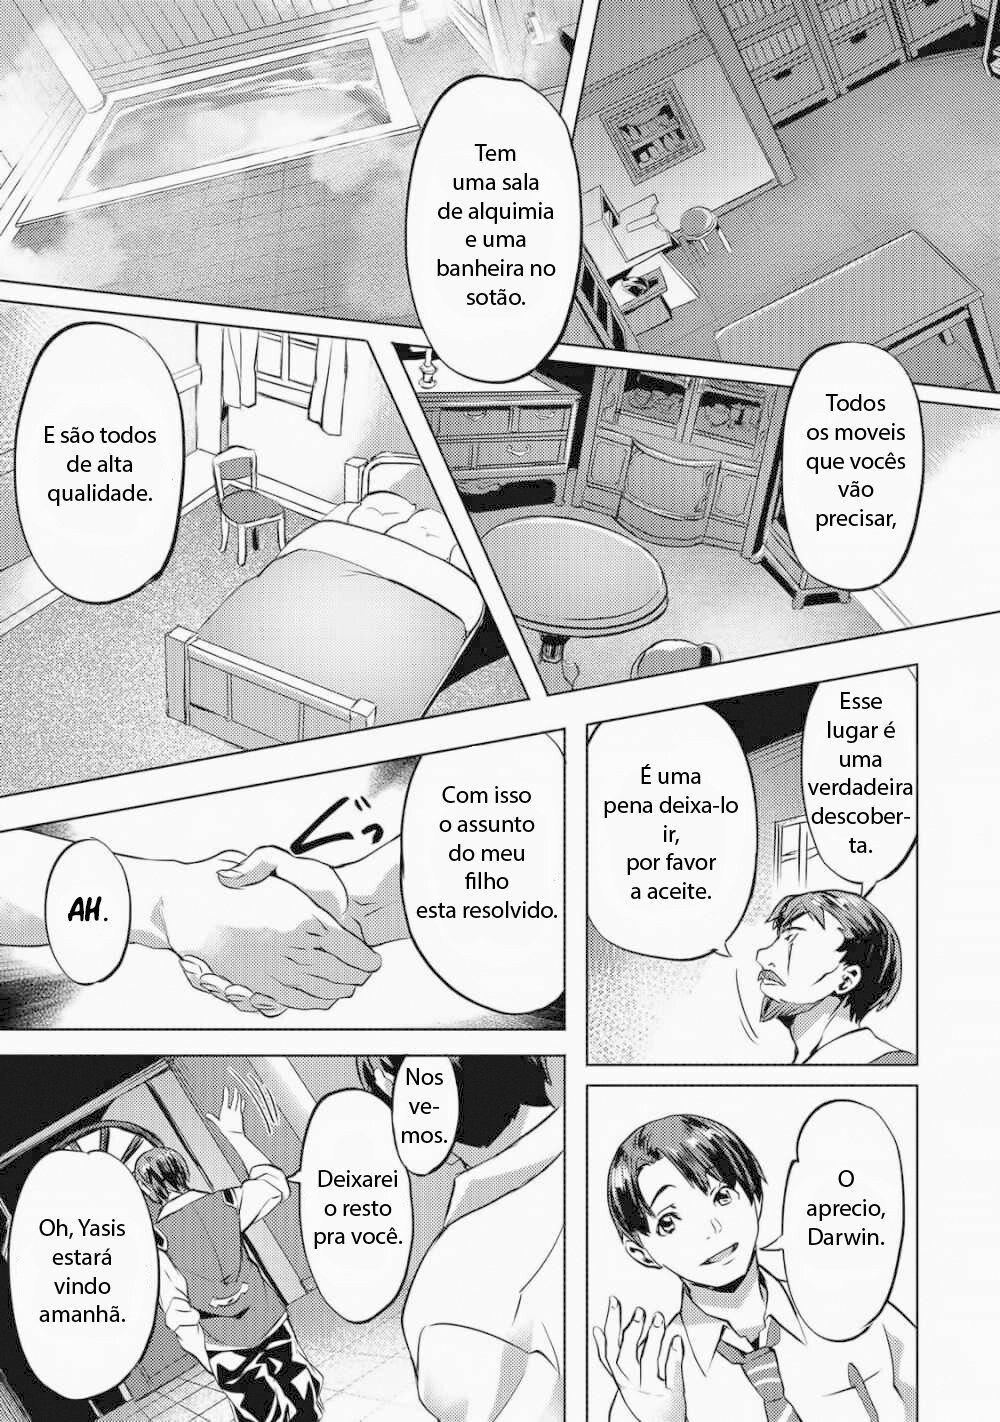 Tem
uma sala
de alquimia
e uma
banheira no
sotão.
Todos
os moveis
que vocês
vão
precisar,
E são todos
de alta
qualidade.
Esse
lugar é
uma
verdadeira
descober-
ta.
É uma
pena deixa-lo
ir,
por favor
a aceite.
Com isso
o assunto
do meu
filho
esta resolvido.
ぐっ
AH.
O
aprecio,
Darwin.
Nos
ve-
mos.
Deixarei
o resto
pra você.
Oh, Yasis
estará
vindo
amanhã.